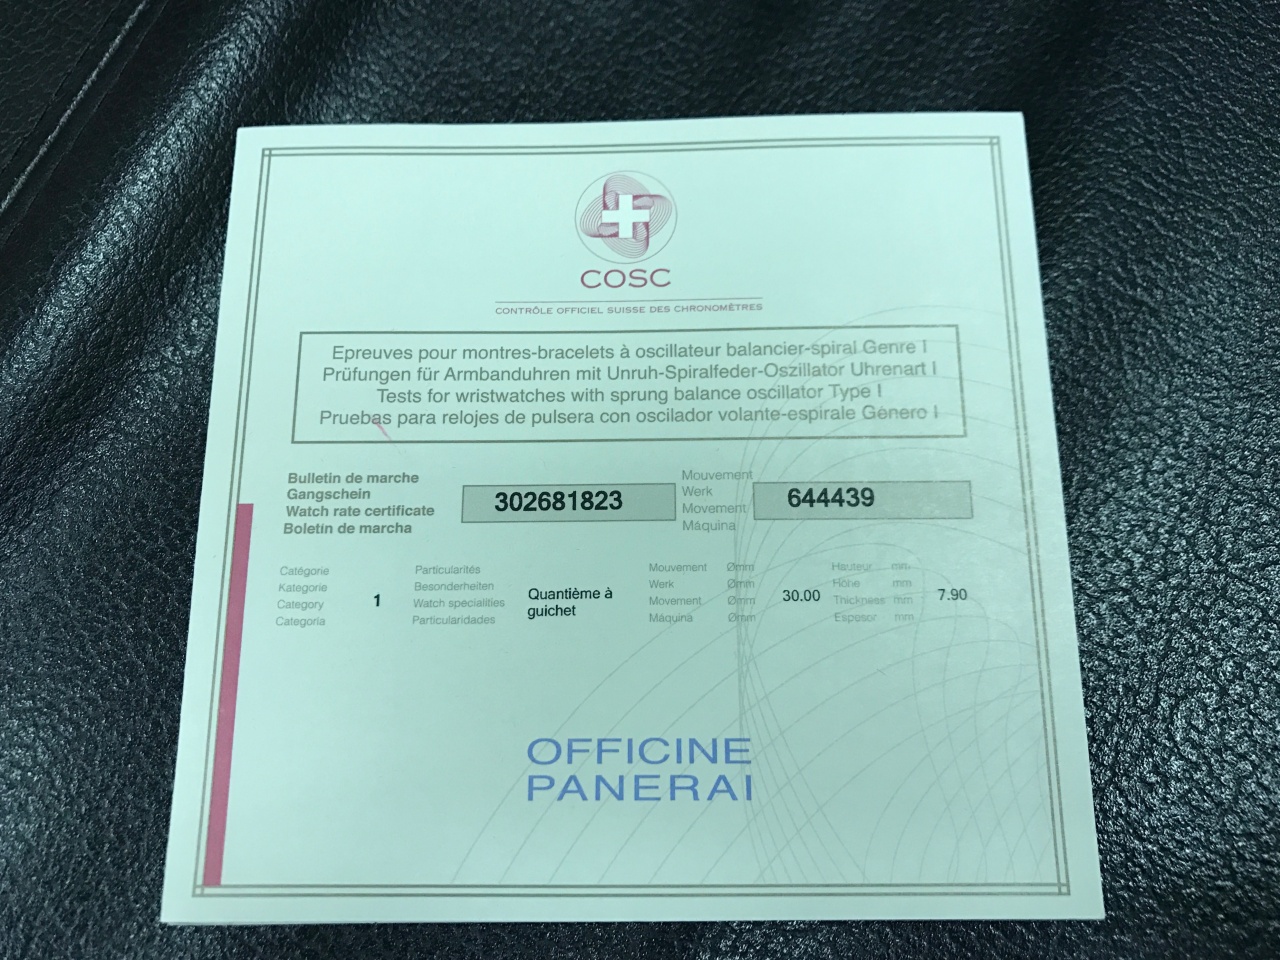 COSC
CONTRÔLE OFFICIEL SUISSE DES CHRONOMÈTRES
Epreuves pour montres-bracelets à oscillateur balancier-spiral Genre I
Prüfungen für Armbanduhren mit Unruh-Spiralfeder-Oszillator Uhrenart I
Tests for wristwatches with sprung balance oscillator Type I
Pruebas para relojes de pulsera con oscilador volante-espirale Género I
Bulletin de marche
Gangschein
Watch rate certificate
Boletin de marcha
302681823
Mouvement
Werk
Movement
Máquina
644439
Catégorie
Kategorie
Category
Categoria
1
Particularités
Besonderheiten
Watch specialities
Particularidades
Quantième à
guichet
Mouvement Ømm
Werk Ømm
Movement Ømm
Máquina Ømm
30.00
Hauteur mm
Höhe mm
Thickness mm
Espesor mm
7.90
OFFICINE
PANERAI